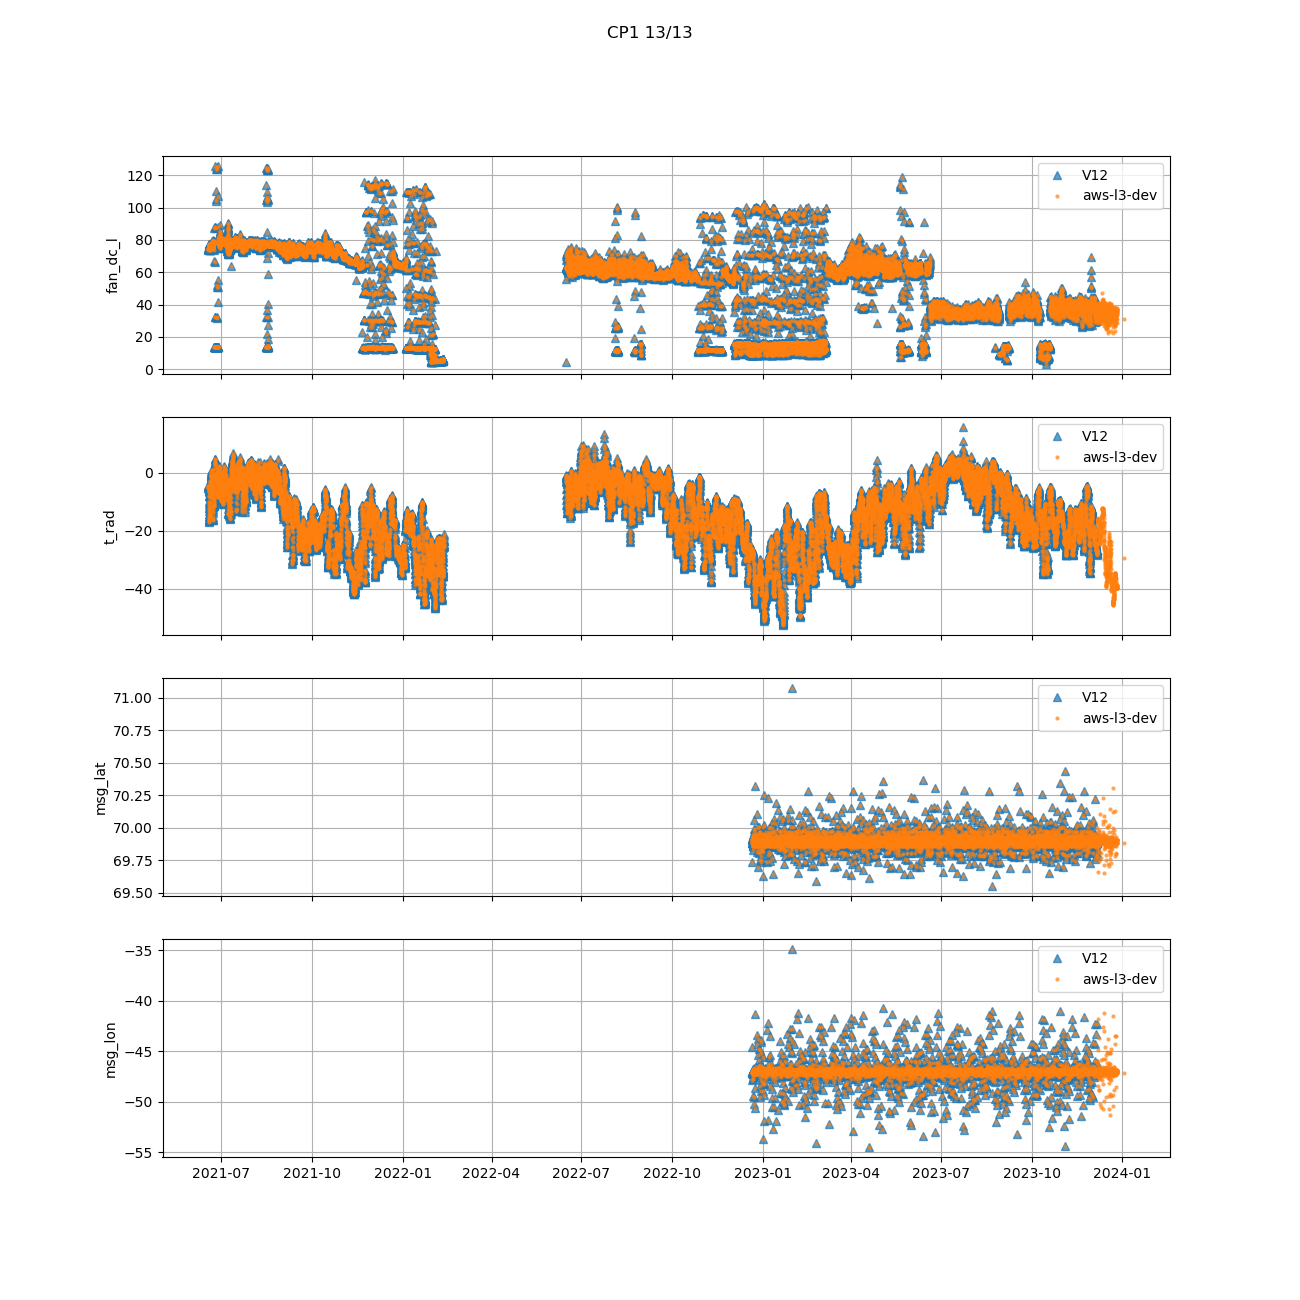 CP1 13/13
120
100
80
60
40
20
0
fan_dc_l
V12
aws-l3-dev
0
−20
−40
t_rad
V12
aws-l3-dev
71.00
70.75
70.50
70.25
70.00
69.75
69.50
msg_lat
V12
aws-l3-dev
−35
−40
−45
−50
−55
msg_lon
V12
aws-l3-dev
2021-07 2021-10 2022-01 2022-04 2022-07 2022-10 2023-01 2023-04 2023-07 2023-10 2024-01